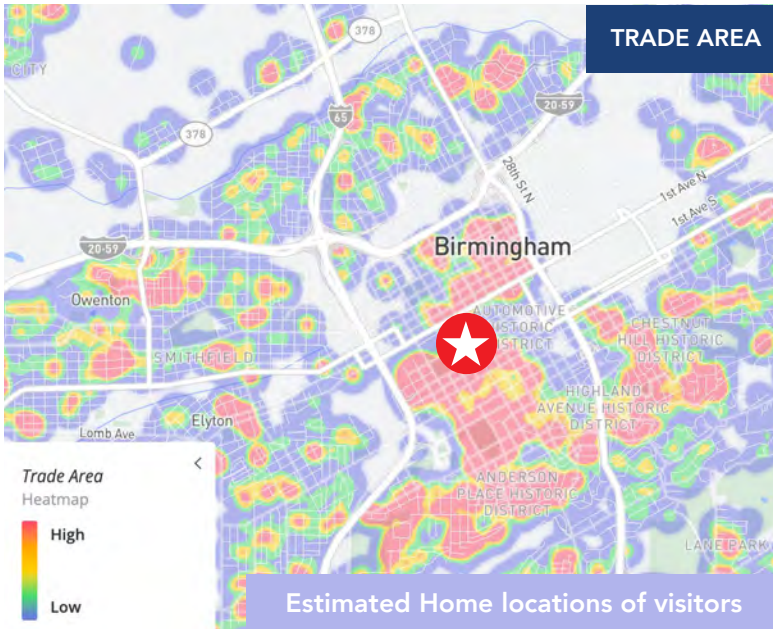 TRADE AREA
378
CITY
20-59
65
378
28th St N
1st Ave N
1st Ave S
20-59
Birmingham
Owenton
AUTOMOTIVE
HISTORIC
DISTRICT
CHESTNUT
HILL HISTORIC
DISTRICT
SMITHFIELD
HIGHLAND
AVENUE HISTORIC
DISTRICT
Elyton
Lomb Ave
Trade Area
Heatmap
High
Low
ANDERSON
PLACE HISTORIC
DISTRICT
LANE PARK
Estimated Home locations of visitors